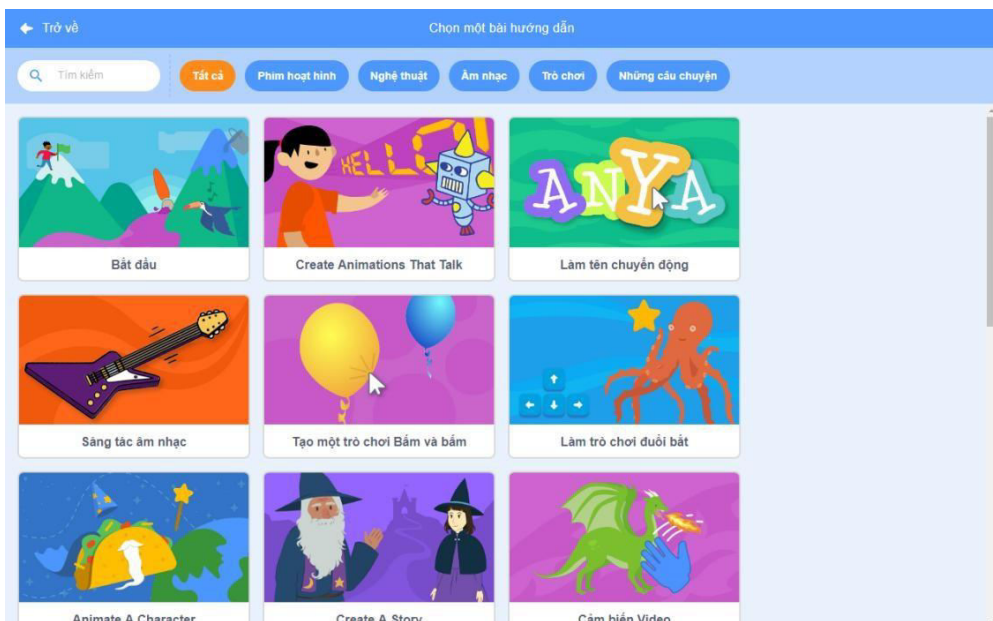 Trở về
Chọn một bài hướng dẫn
Tìm kiếm
Tất cả
Phim hoạt hình
Nghệ thuật
Âm nhạc
Trò chơi
Những câu chuyện
HELLO!
ANYA
Bắt đầu
Create Animations That Talk
Làm tên chuyển động
Sáng tác âm nhạc
Tạo một trò chơi Bấm và bấm
Làm trò chơi đuổi bắt
Animate A Character
Create A Story
Cảm biến Video